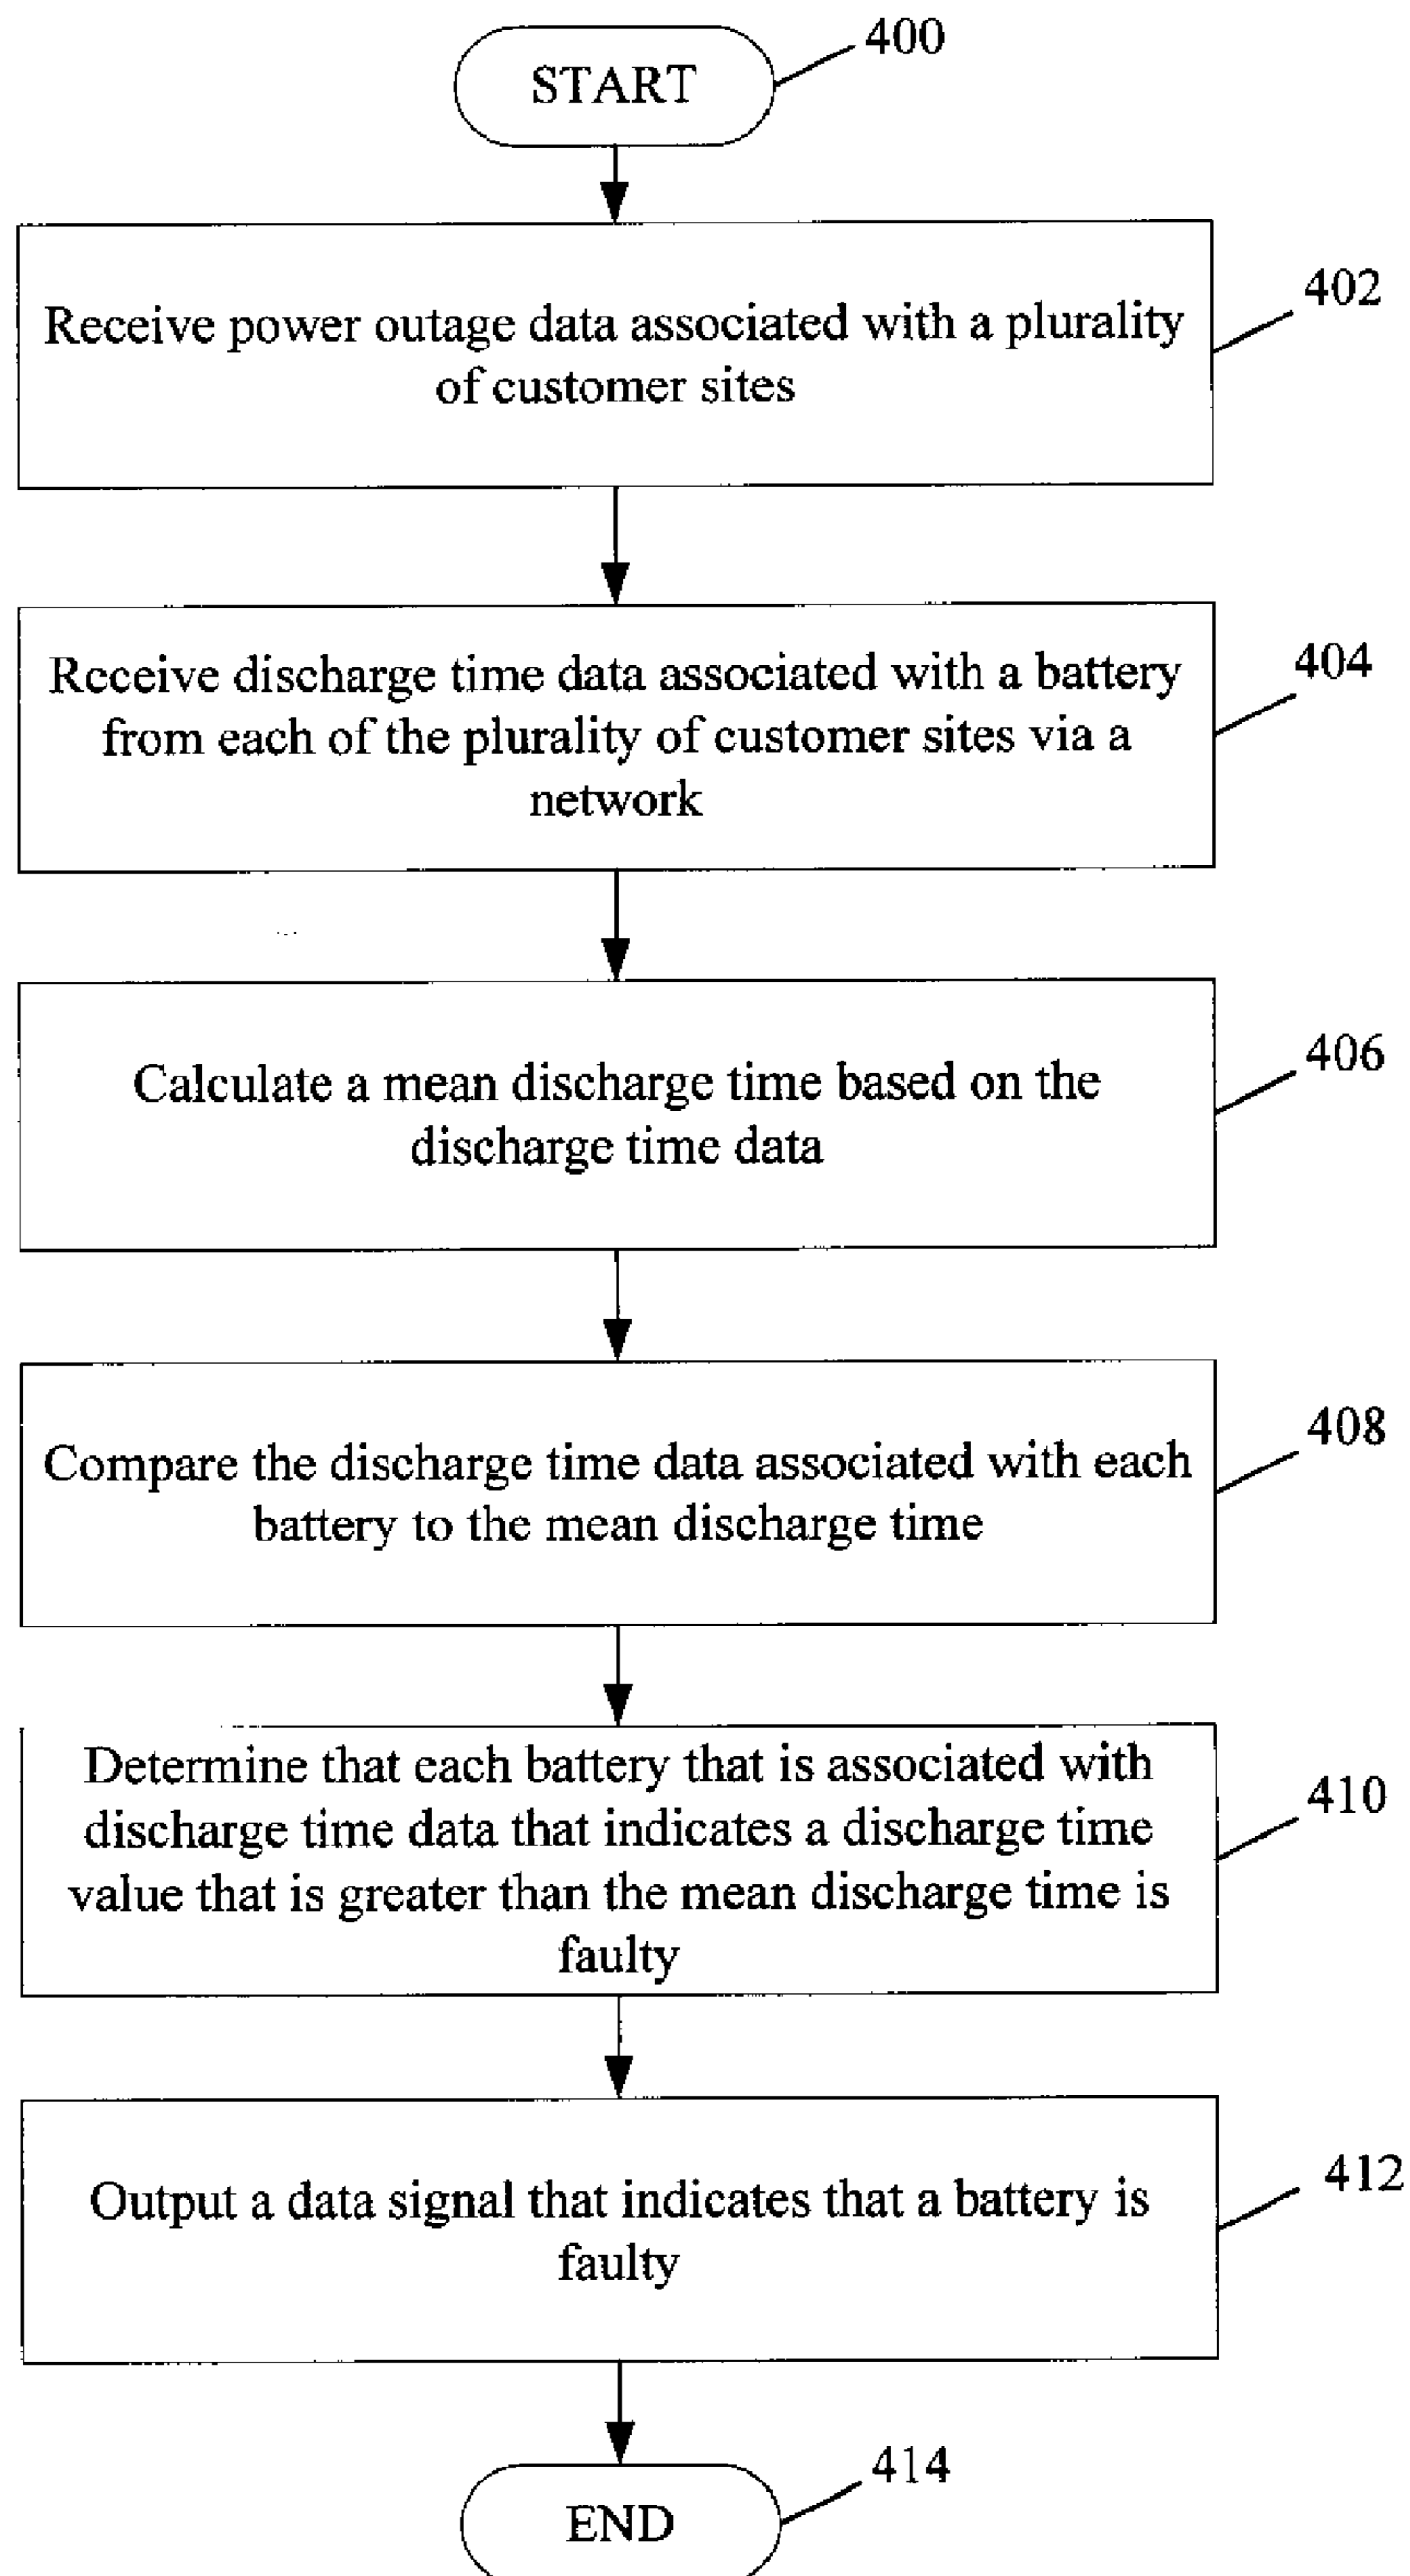 START
400
Receive power outage data associated with a plurality
of customer sites
402
Receive discharge time data associated with a battery
from each of the plurality of customer sites via a
network
404
Calculate a mean discharge time based on the
discharge time data
406
Compare the discharge time data associated with each
battery to the mean discharge time
408
Determine that each battery that is associated with
discharge time data that indicates a discharge time
value that is greater than the mean discharge time is
faulty
410
Output a data signal that indicates that a battery is
faulty
412
END
414